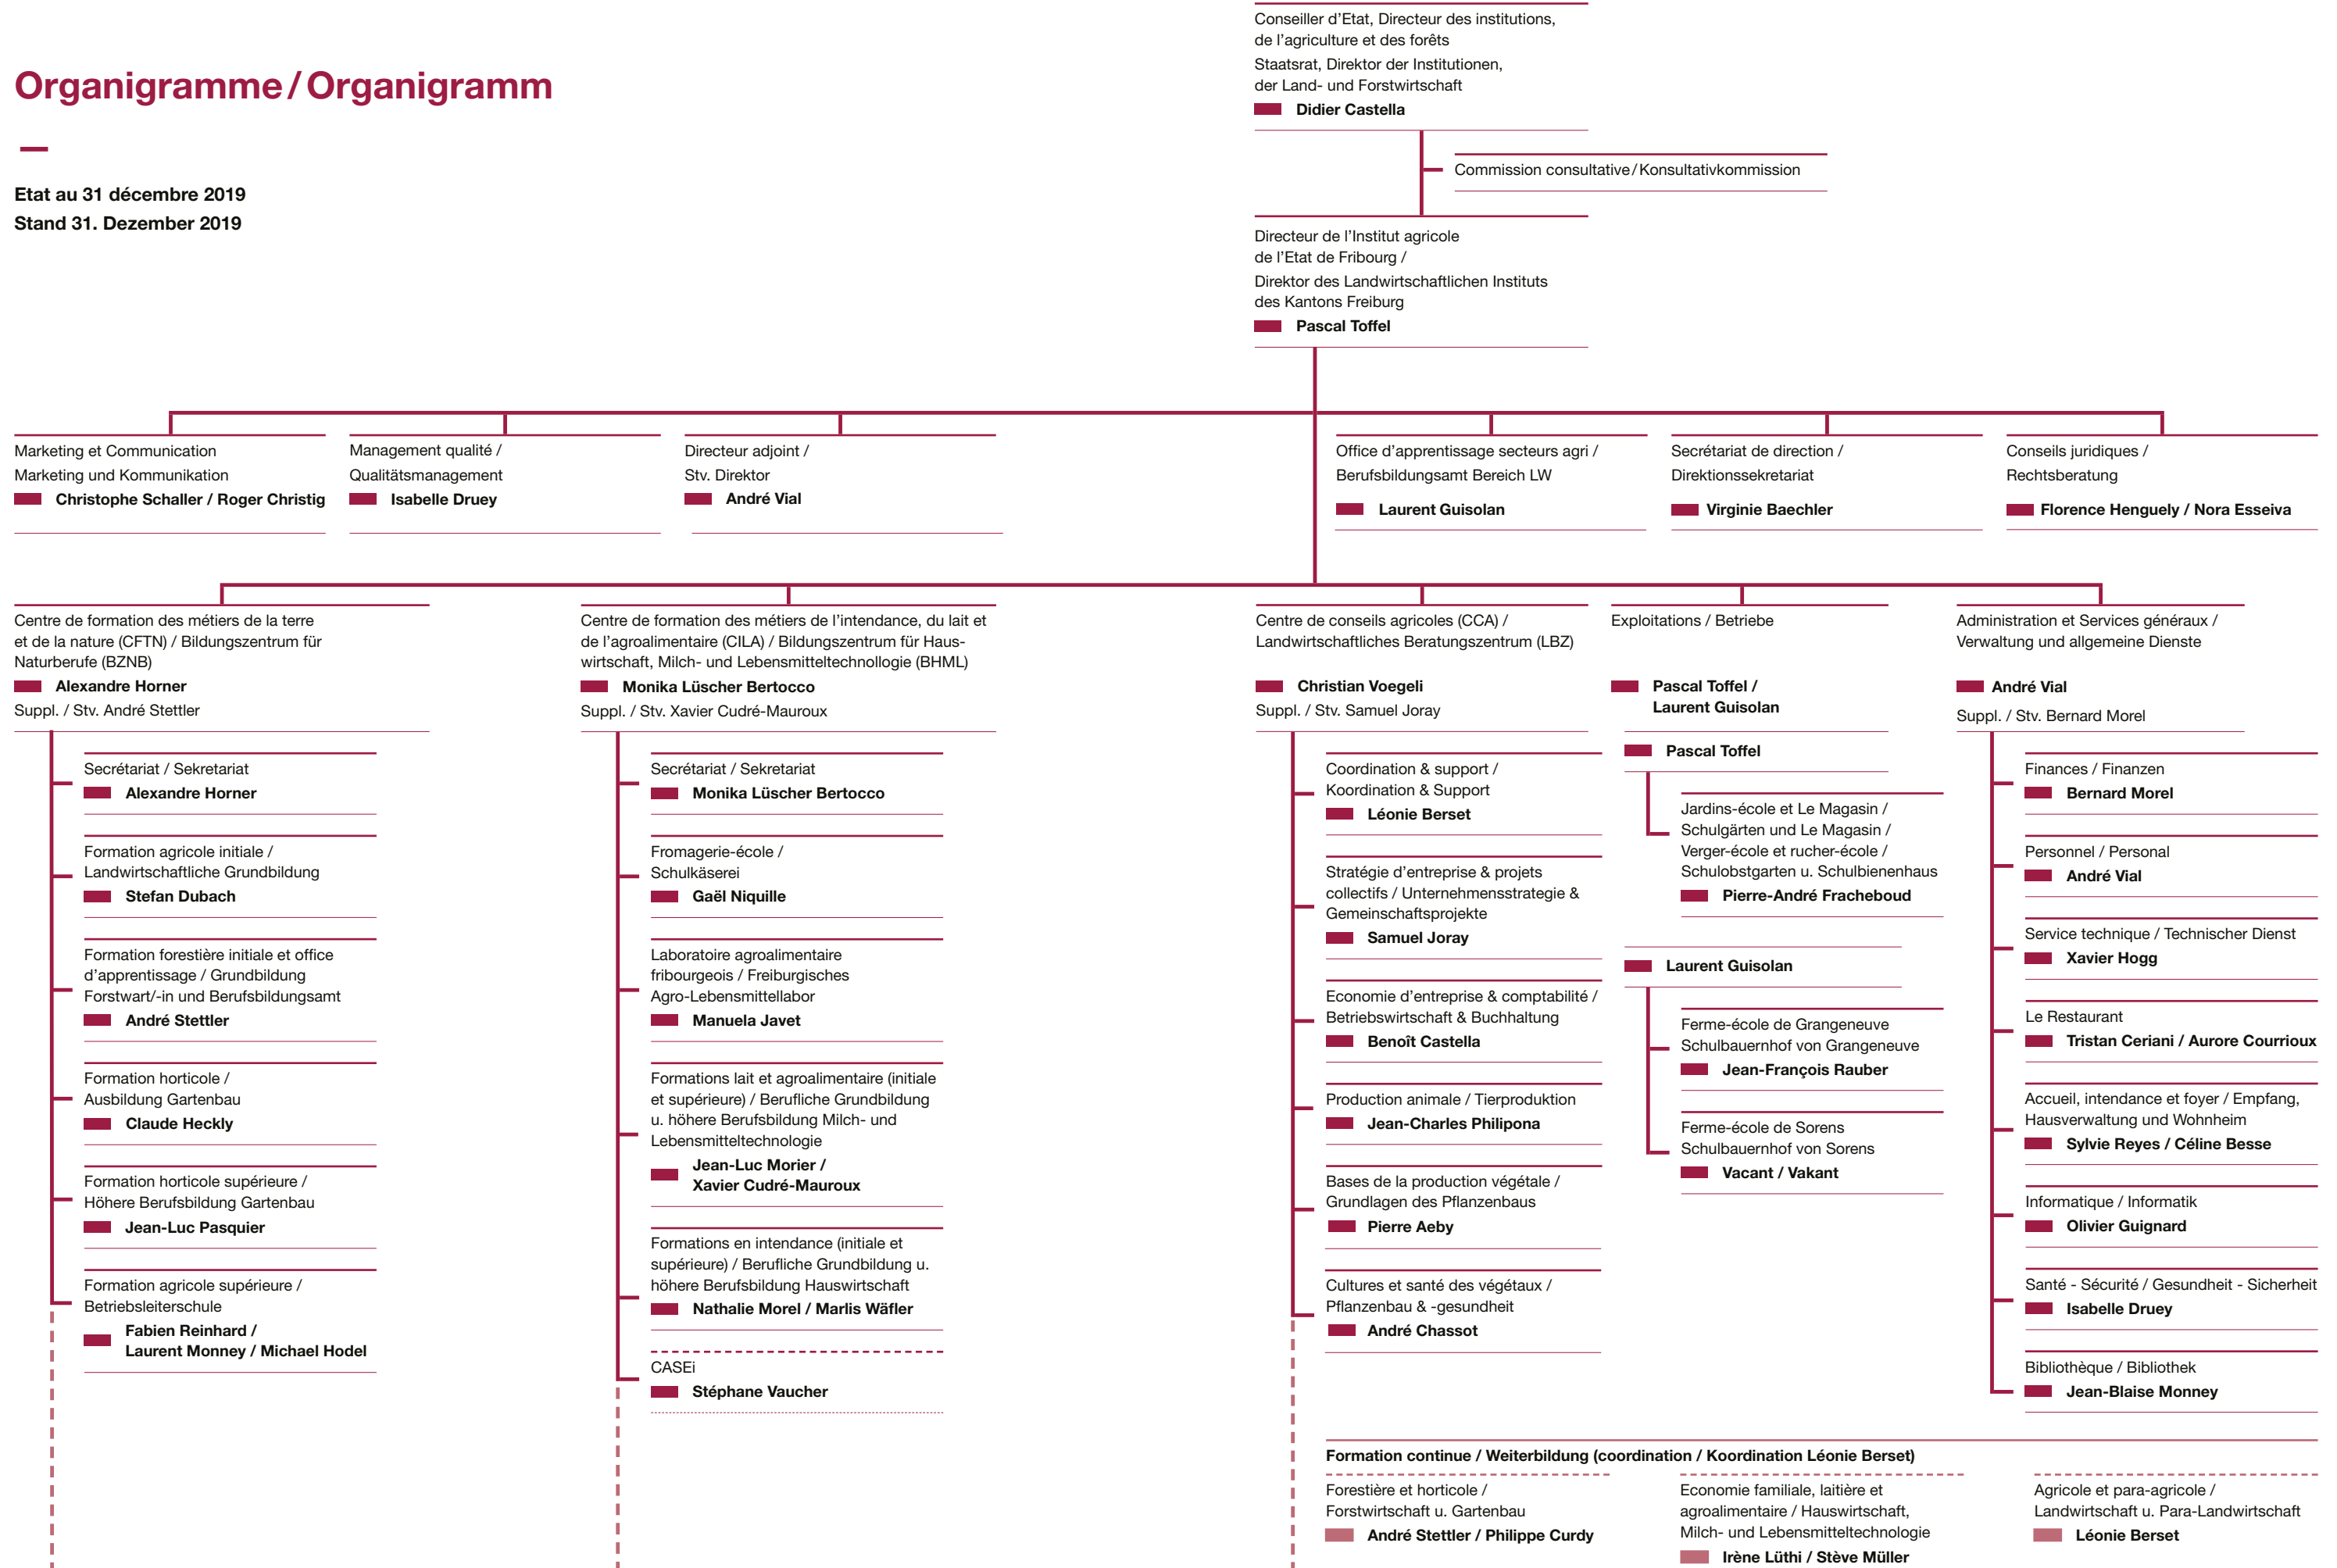 Organigramme / Organigramm
Etat au 31 décembre 2019
Stand 31. Dezember 2019
Conseiller d’Etat, Directeur des institutions,
de l’agriculture et des forêts
Staatsrat, Direktor der Institutionen,
der Land- und Forstwirtschaft
Didier Castella
Commission consultative / Konsultativkommission
Directeur de l’Institut agricole
de l’Etat de Fribourg /
Direktor des Landwirtschaftlichen Instituts
des Kantons Freiburg
Pascal Toffel
Marketing et Communication
Marketing und Kommunikation
Christophe Schaller / Roger Christig
Management qualité /
Qualitätsmanagement
Isabelle Druey
Directeur adjoint /
Stv. Direktor
André Vial
Office d’apprentissage secteurs agri /
Berufsbildungsamt Bereich LW
Laurent Guisolan
Secrétariat de direction /
Direktionssekretariat
Virginie Baechler
Conseils juridiques /
Rechtsberatung
Florence Henguely / Nora Esseiva
Centre de formation des métiers de la terre
et de la nature (CFTN) / Bildungszentrum für
Naturberufe (BZNB)
Alexandre Horner
Suppl. / Stv. André Stettler
Secrétariat / Sekretariat
Alexandre Horner
Formation agricole initiale /
Landwirtschaftliche Grundbildung
Stefan Dubach
Formation forestière initiale et office
d’apprentissage / Grundbildung
Forstwart/-in und Berufsbildungsamt
André Stettler
Formation horticole /
Ausbildung Gartenbau
Claude Heckly
Formation horticole supérieure /
Höhere Berufsbildung Gartenbau
Jean-Luc Pasquier
Formation agricole supérieure /
Betriebsleiterschule
Fabien Reinhard /
Laurent Monney / Michael Hodel
Centre de formation des métiers de l’intendance, du lait et
de l’agroalimentaire (CILA) / Bildungszentrum für Haus-
wirtschaft, Milch- und Lebensmitteltechnollogie (BHML)
Monika Lüscher Bertocco
Suppl. / Stv. Xavier Cudré-Mauroux
Secrétariat / Sekretariat
Monika Lüscher Bertocco
Fromagerie-école /
Schulkäserei
Gaël Niquille
Laboratoire agroalimentaire
fribourgeois / Freiburgisches
Agro-Lebensmittellabor
Manuela Javet
Formations lait et agroalimentaire (initiale
et supérieure) / Berufliche Grundbildung
u. höhere Berufsbildung Milch- und
Lebensmitteltechnologie
Jean-Luc Morier /
Xavier Cudré-Mauroux
Formations en intendance (initiale et
supérieure) / Berufliche Grundbildung u.
höhere Berufsbildung Hauswirtschaft
Nathalie Morel / Marlis Wäfler
CASEi
Stéphane Vaucher
Centre de conseils agricoles (CCA) /
Landwirtschaftliches Beratungszentrum (LBZ)
Christian Voegeli
Suppl. / Stv. Samuel Joray
Coordination & support /
Koordination & Support
Léonie Berset
Stratégie d’entreprise & projets
collectifs / Unternehmensstrategie &
Gemeinschaftsprojekte
Samuel Joray
Economie d’entreprise & comptabilité /
Betriebswirtschaft & Buchhaltung
Benoît Castella
Production animale / Tierproduktion
Jean-Charles Philipona
Bases de la production végétale /
Grundlagen des Pflanzenbaus
Pierre Aeby
Cultures et santé des végétaux /
Pflanzenbau & -gesundheit
André Chassot
Exploitations / Betriebe
Pascal Toffel /
Laurent Guisolan
Pascal Toffel
Jardins-école et Le Magasin /
Schulgärten und Le Magasin /
Verger-école et rucher-école /
Schulobstgarten u. Schulbienenhaus
Pierre-André Fracheboud
Laurent Guisolan
Ferme-école de Grangeneuve
Schulbauernhof von Grangeneuve
Jean-François Rauber
Ferme-école de Sorens
Schulbauernhof von Sorens
Vacant / Vakant
Administration et Services généraux /
Verwaltung und allgemeine Dienste
André Vial
Suppl. / Stv. Bernard Morel
Finances / Finanzen
Bernard Morel
Personnel / Personal
André Vial
Service technique / Technischer Dienst
Xavier Hogg
Le Restaurant
Tristan Ceriani / Aurore Courrioux
Accueil, intendance et foyer / Empfang,
Hausverwaltung und Wohnheim
Sylvie Reyes / Céline Besse
Informatique / Informatik
Olivier Guignard
Santé - Sécurité / Gesundheit - Sicherheit
Isabelle Druey
Bibliothèque / Bibliothek
Jean-Blaise Monney
Formation continue / Weiterbildung (coordination / Koordination Léonie Berset)
Forestière et horticole /
Forstwirtschaft u. Gartenbau
André Stettler / Philippe Curdy
Economie familiale, laitière et
agroalimentaire / Hauswirtschaft,
Milch- und Lebensmitteltechnologie
Irène Lüthi / Stève Müller
Agricole et para-agricole /
Landwirtschaft u. Para-Landwirtschaft
Léonie Berset